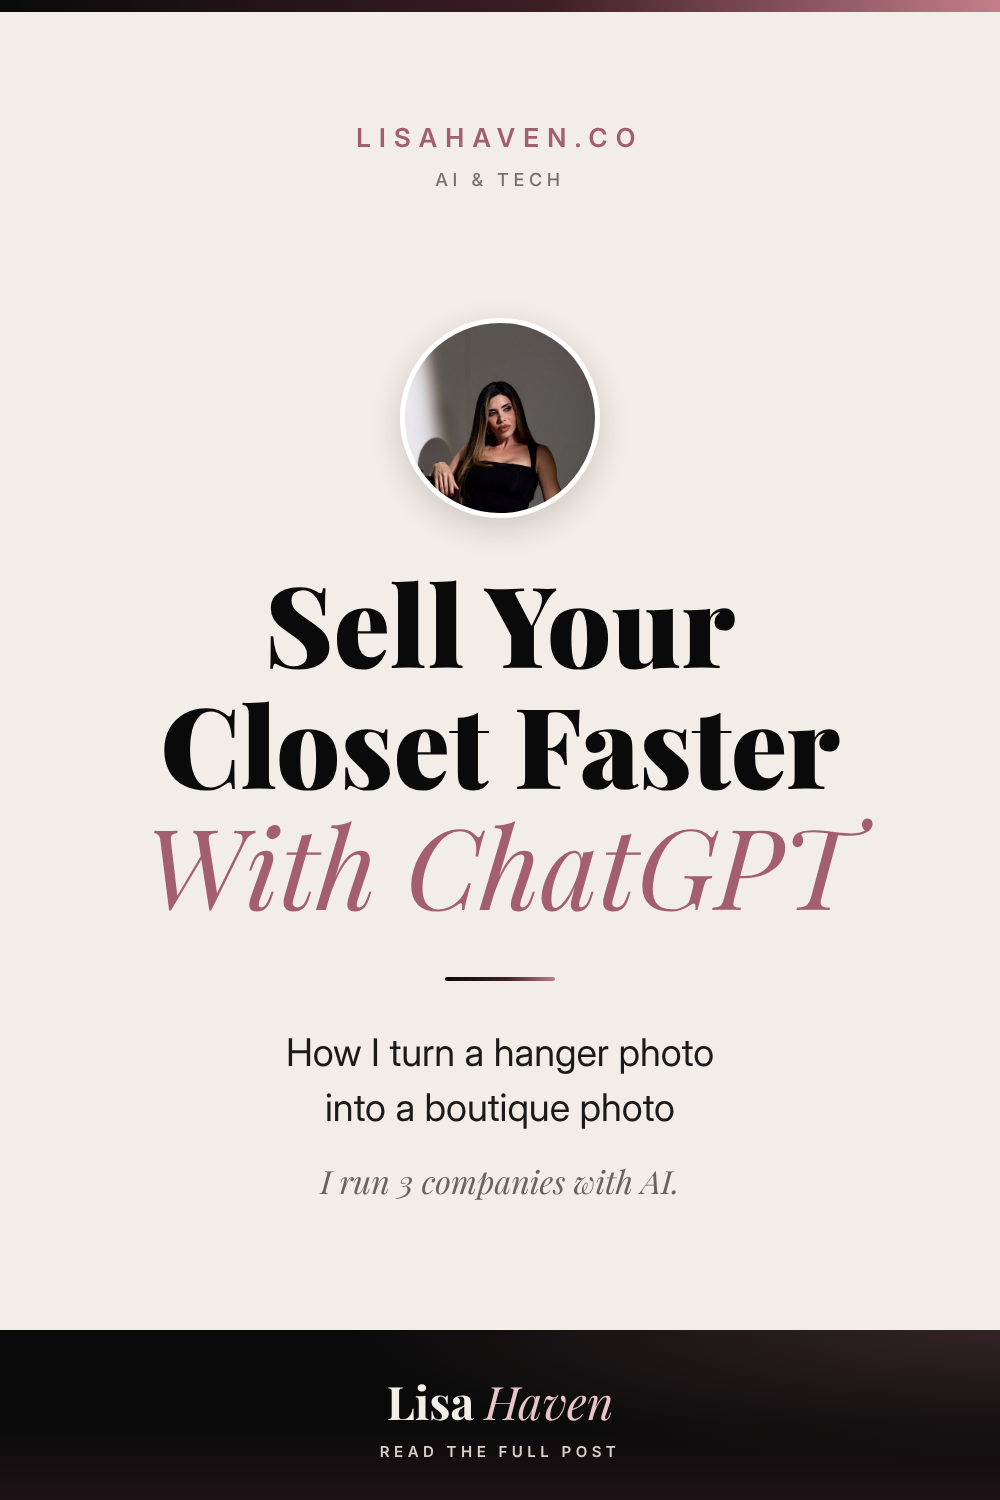 LISAHAVEN.CO
AI & TECH
Sell Your
Closet Faster
With ChatGPT
How I turn a hanger photo
into a boutique photo
I run 3 companies with AI.
Lisa Haven
READ THE FULL POST